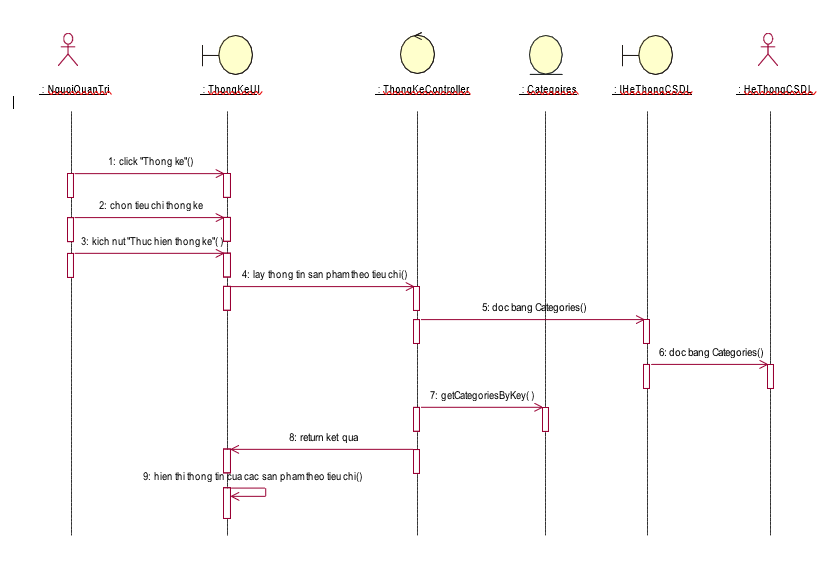 : NguoiQuanTri
: ThongKeUI
: ThongKeController
: Categoires
: IHeThongCSDL
: HeThongCSDL
1: click "Thong ke"()
2: chon tieu chi thong ke
3: kich nut "Thuc hien thong ke"( )
4: lay thong tin san pham theo tieu chi()
5: doc bang Categories()
6: doc bang Categories()
7: getCategoriesByKey( )
8: return ket qua
9: hien thi thong tin cua cac san pham theo tieu chi()